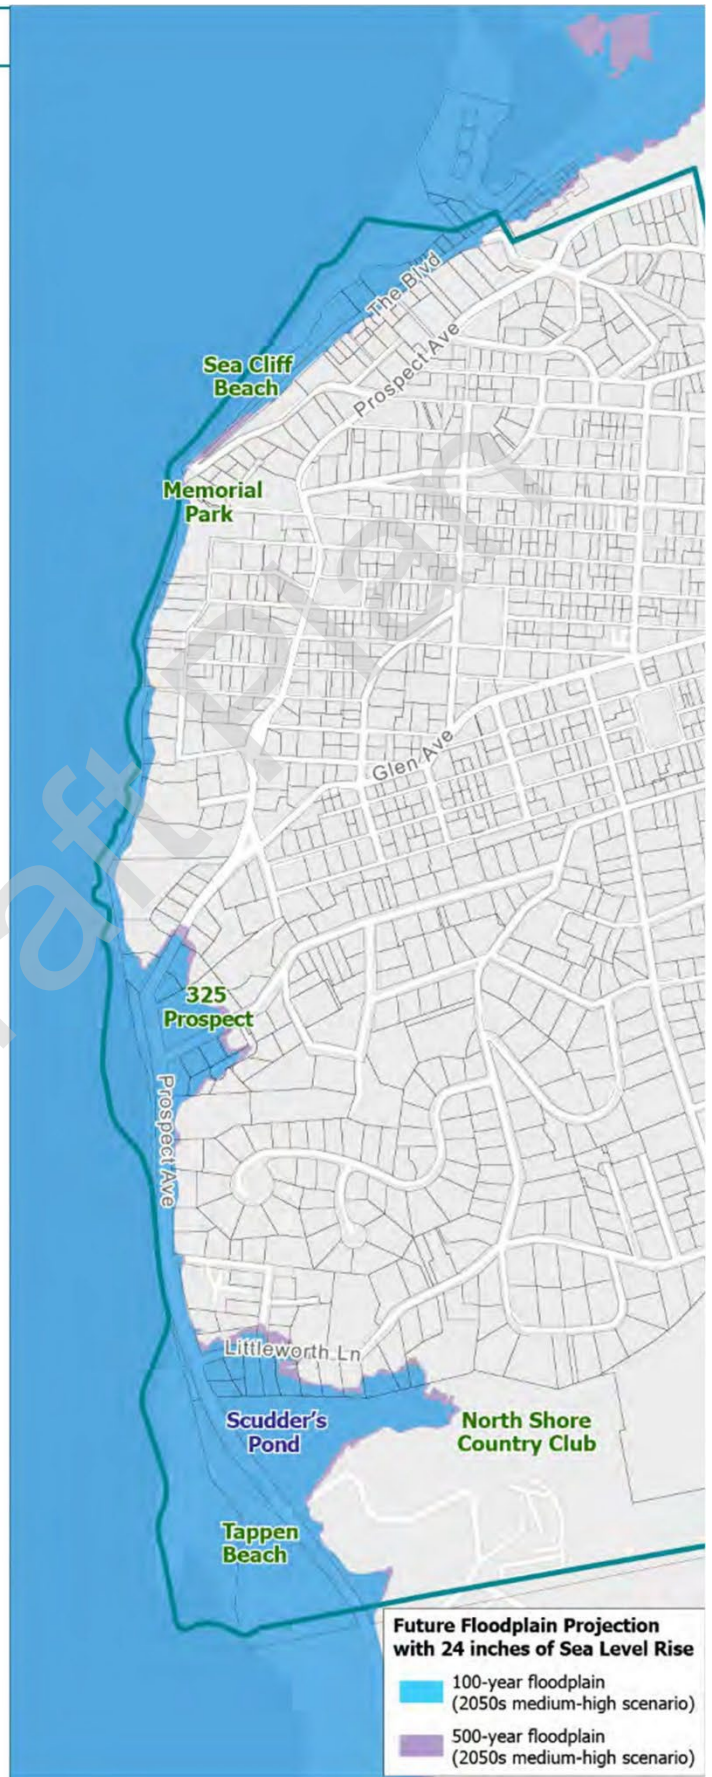 The Blvd
Sea Cliff
Beach
Prospect Ave
Memorial
Park
Glen Ave
325
Prospect
Prospect Ave
Littleworth Ln
Scudder's
Pond
North Shore
Country Club
Tappen
Beach
raft Plan
Future Floodplain Projection
with 24 inches of Sea Level Rise
100-year floodplain
(2050s medium-high scenario)
500-year floodplain
(2050s medium-high scenario)